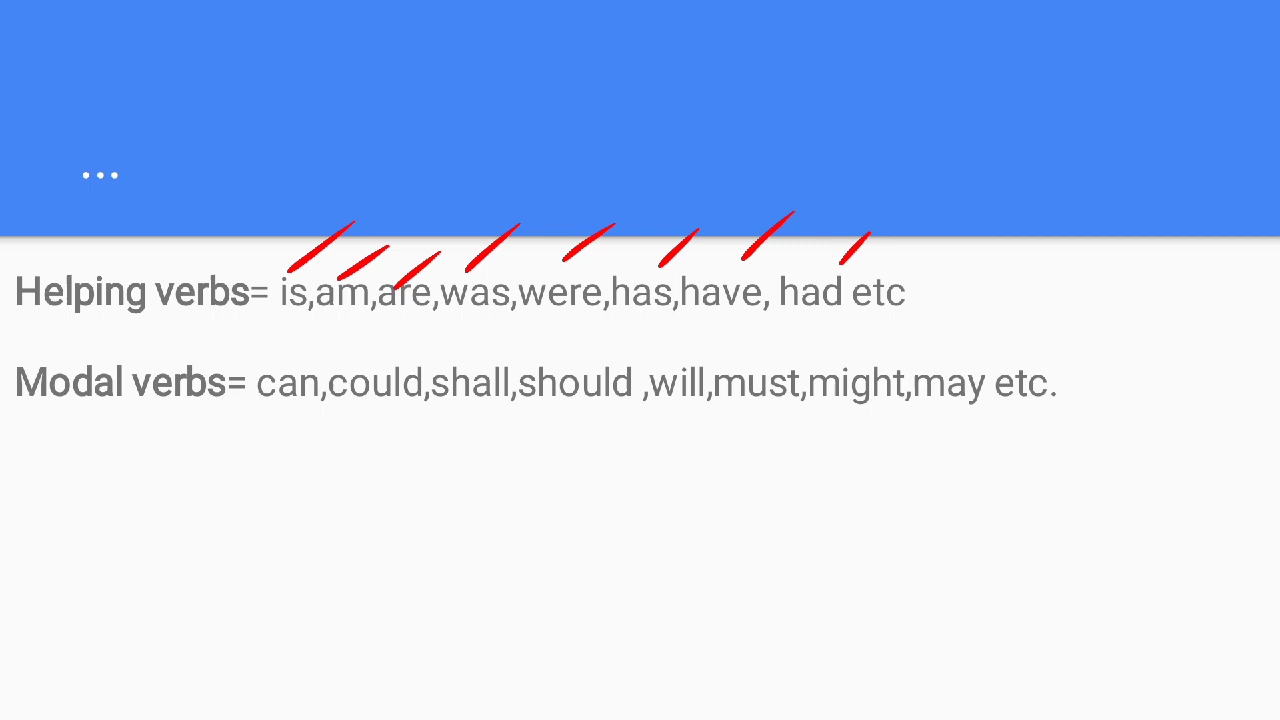 ...
Helping verbs= is,am,are,was,were,has,have, had etc
Modal verbs= can,could,shall,should ,will,must,might,may etc.